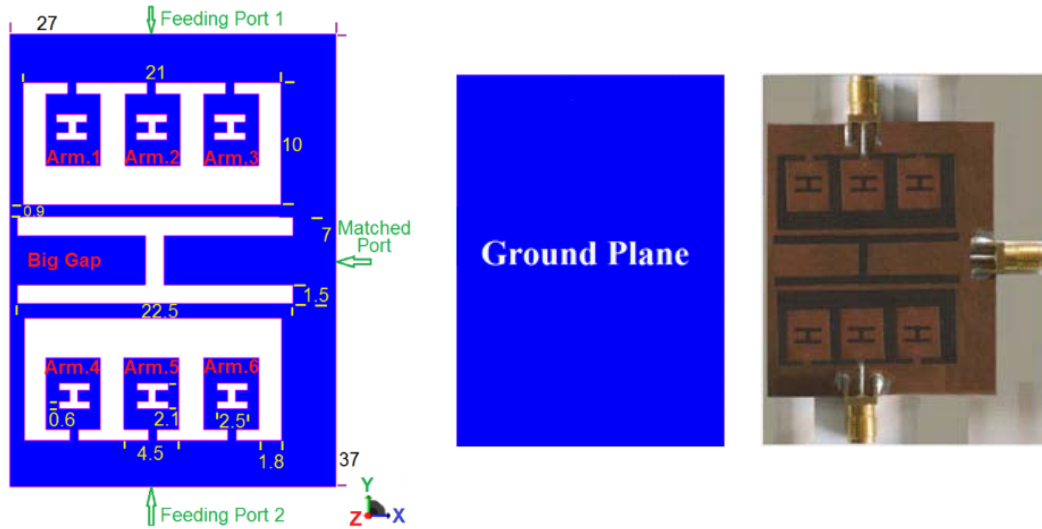 27
Feeding Port 1
21
Arm.1
Arm.2
Arm.3
10
0.9
7
Matched
Port
Big Gap
1.5
22.5
Arm.4
Arm.5
Arm.6
0.6
2.1
2.5
4.5
1.8
37
Feeding Port 2
Y
Z
X
Ground Plane